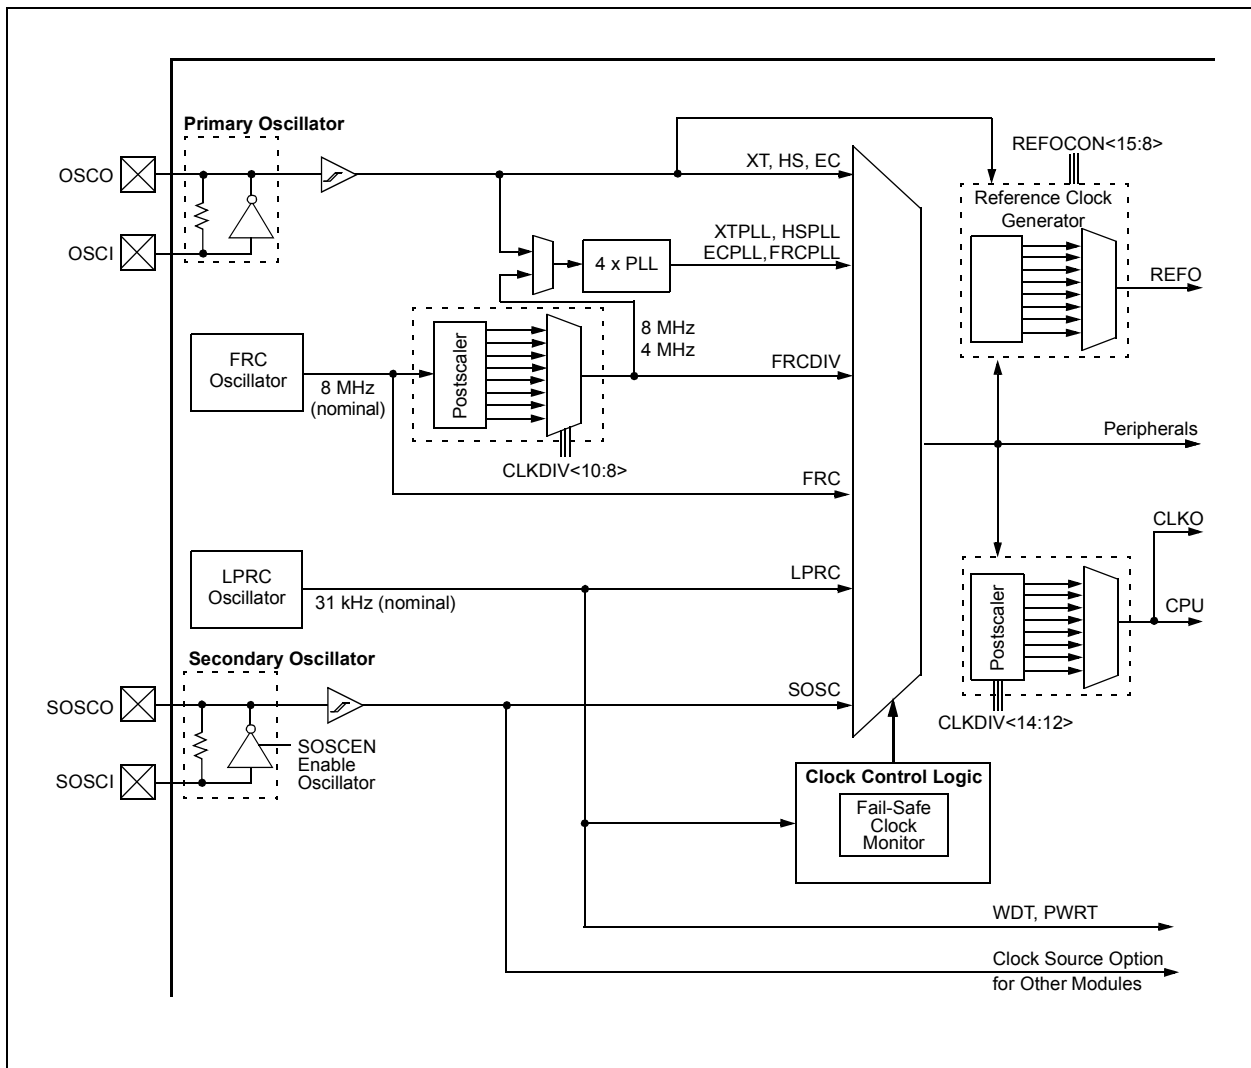 Primary Oscillator
OSCO
OSCI
XT, HS, EC
REFOCON<15:8>
Reference Clock
Generator
REFO
XTPLL, HSPLL
ECPLL,FRCPLL
4 x PLL
8 MHz
4 MHz
FRC
Oscillator
8 MHz
(nominal)
Postscaler
CLKDIV<10:8>
FRCDIV
Peripherals
FRC
CLKO
LPRC
Oscillator
31 kHz (nominal)
LPRC
CPU
Postscaler
CLKDIV<14:12>
Secondary Oscillator
SOSCO
SOSCI
SOSCEN
Enable
Oscillator
SOSC
Clock Control Logic
Fail-Safe
Clock
Monitor
WDT, PWRT
Clock Source Option
for Other Modules